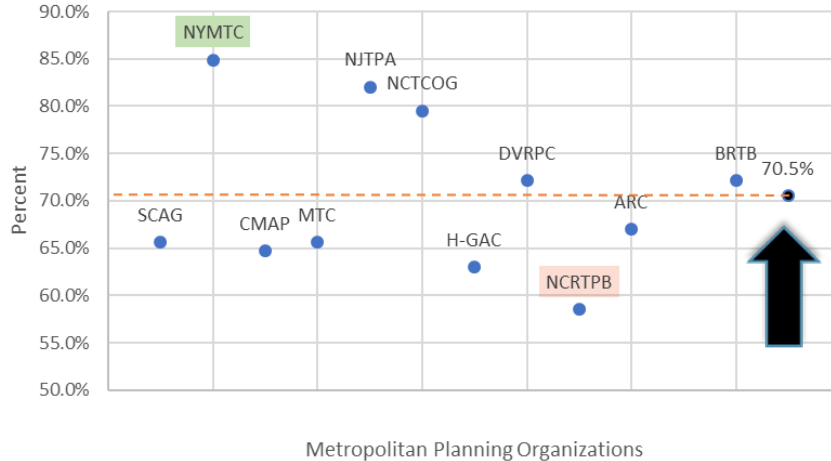 90.0%
85.0%
80.0%
75.0%
70.0%
65.0%
60.0%
55.0%
50.0%
Percent
NYMTC
NJTPA
NCTCOG
DVRPC
BRTB
70.5%
SCAG
CMAP
MTC
ARC
H-GAC
NCRTPB
Metropolitan Planning Organizations